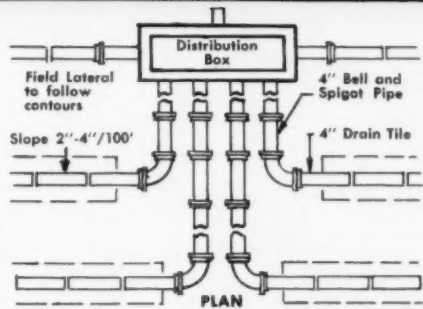 Distribution
Box
Field Lateral
to follow
contours
4" Bell and
Spigot Pipe
Slope 2"-4"/100'
4" Drain Tile
PLAN